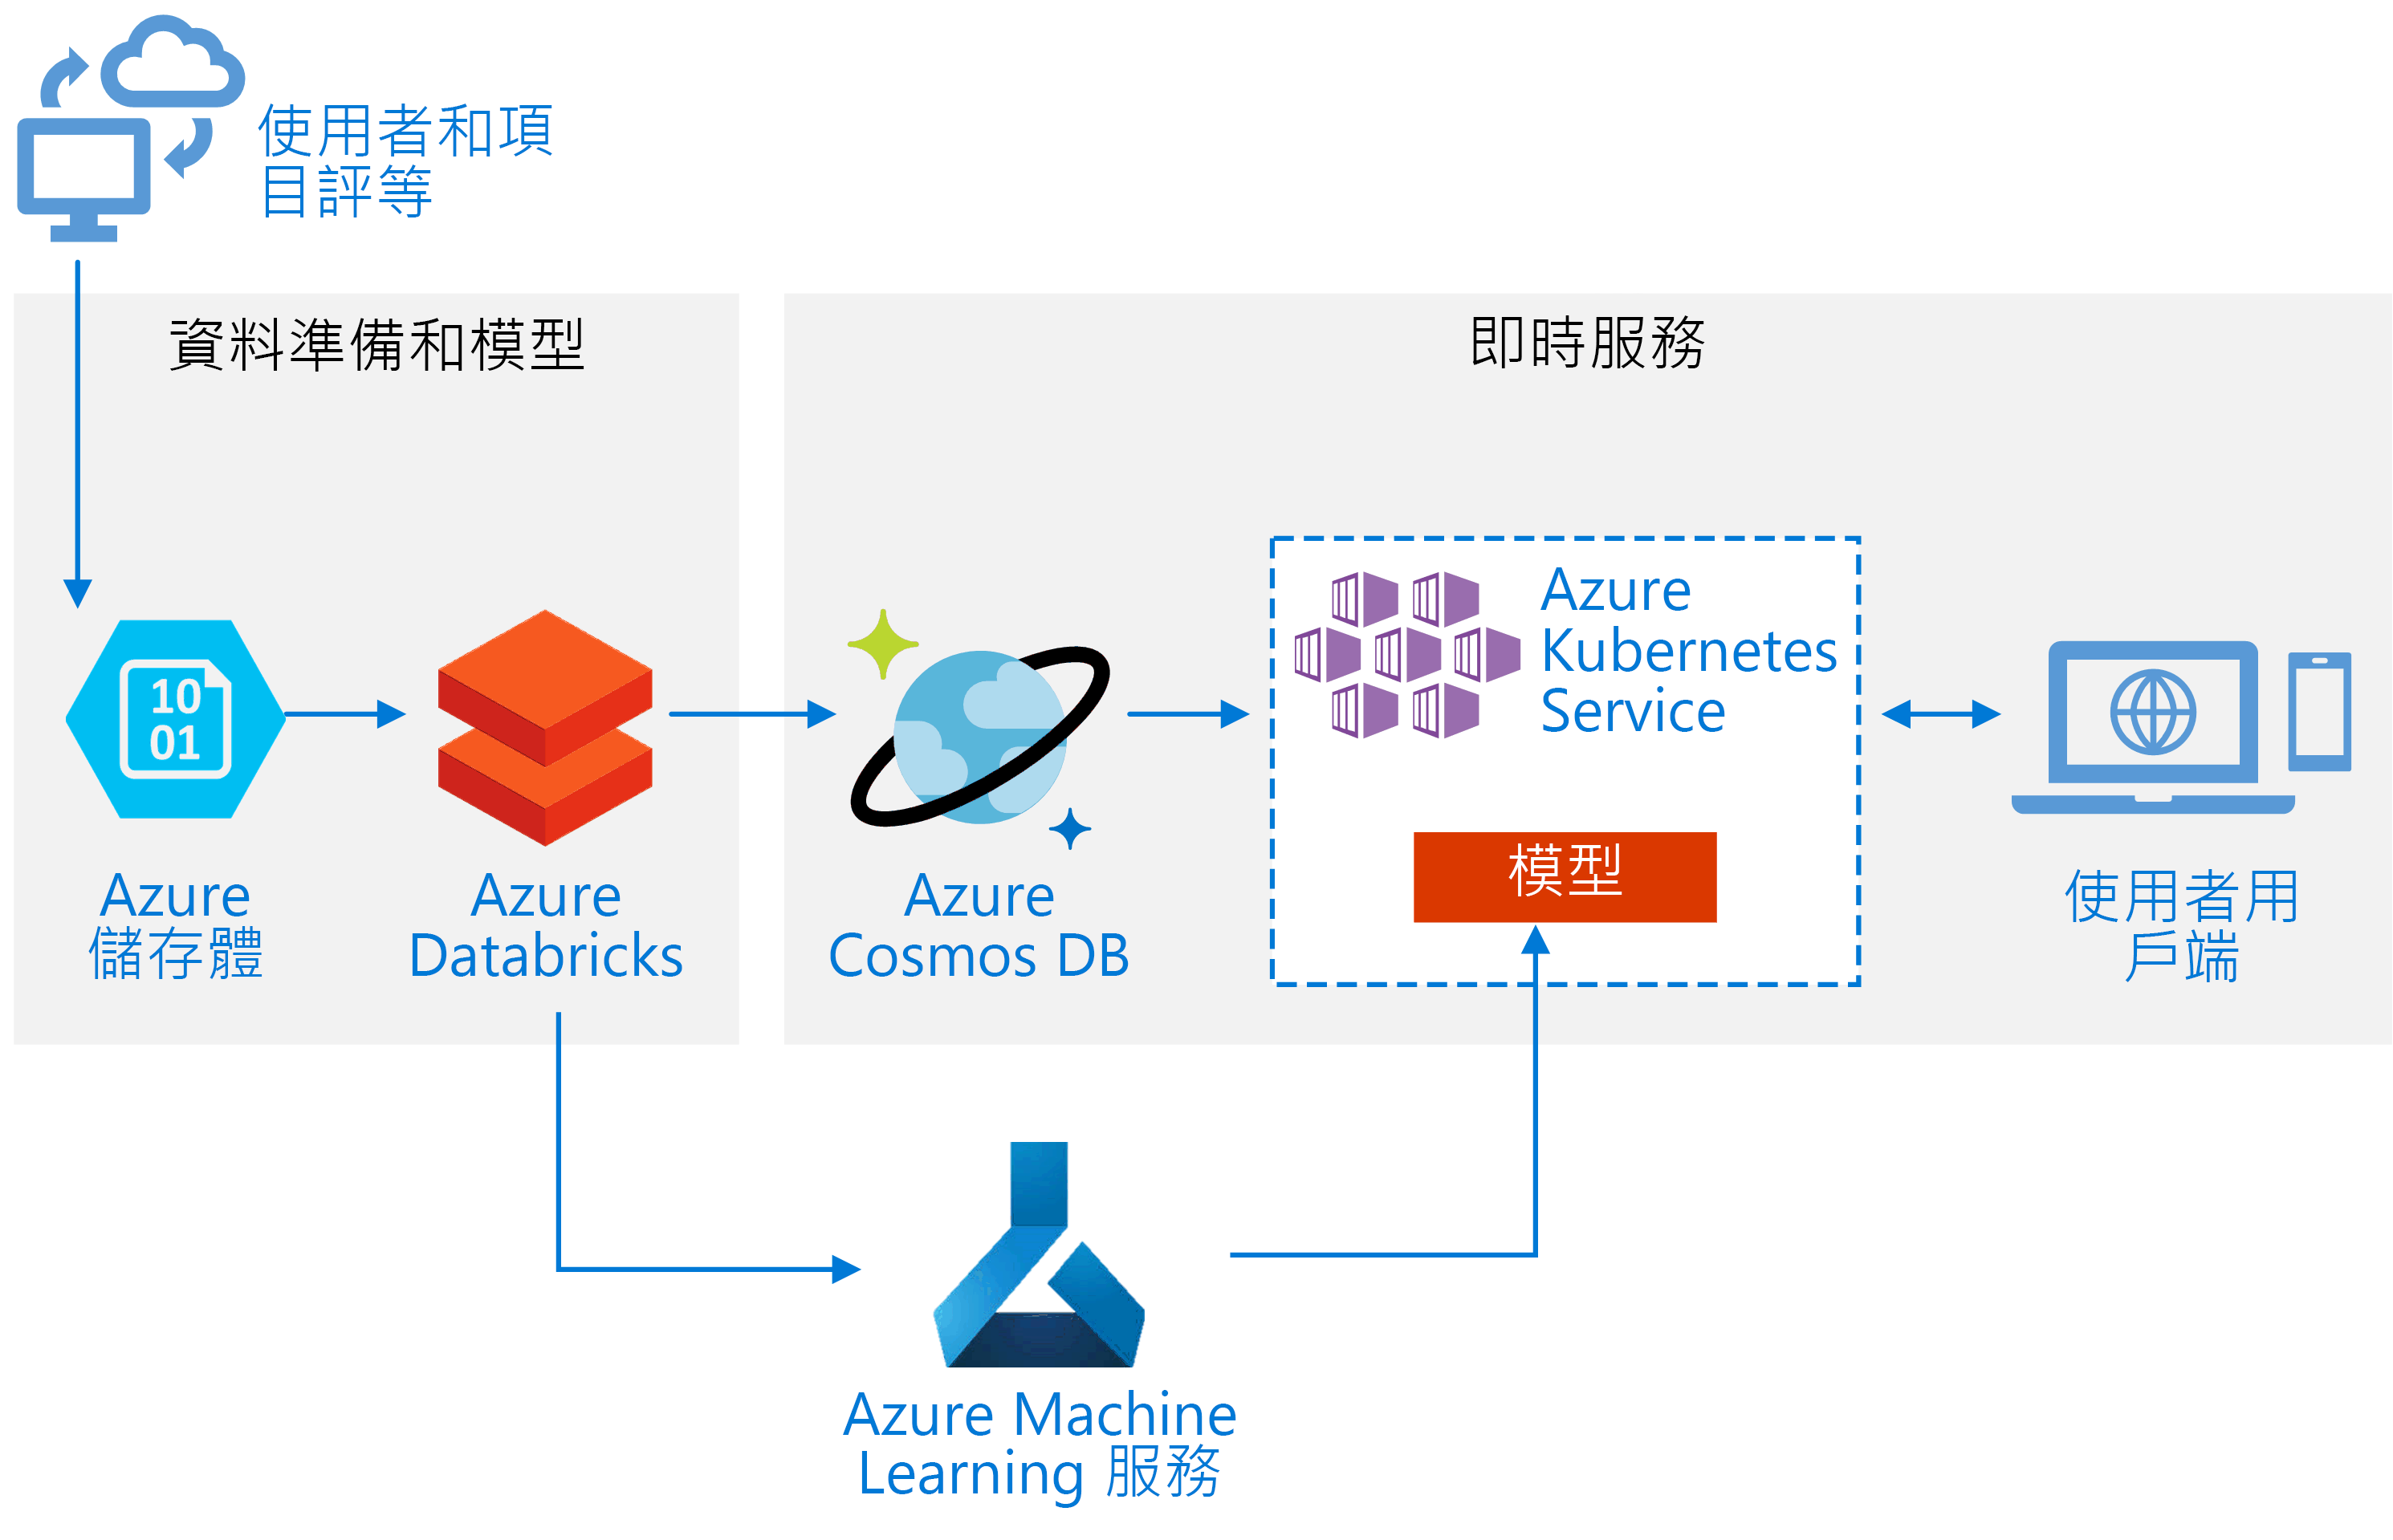 使用者和項
目評等
資料準備和模型
即時服務
10
01
Azure
儲存體
Azure
Databricks
Azure
Cosmos DB
Azure
Kubernetes
Service
模型
使用者用
戶端
Azure Machine
Learning 服務